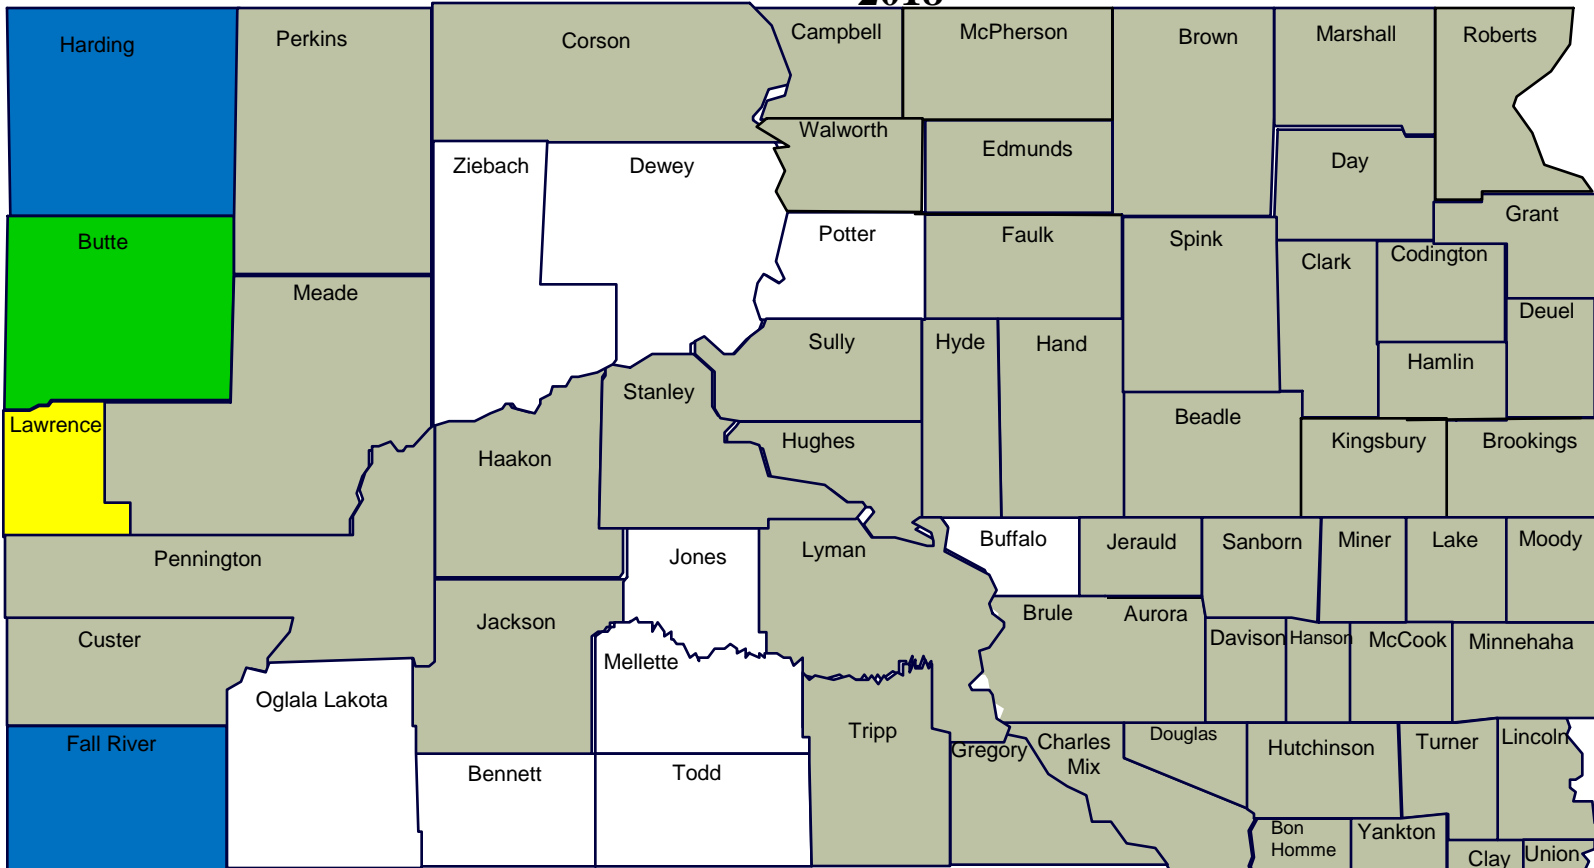 2018
Harding
Perkins
Corson
Campbell
McPherson
Brown
Marshall
Roberts
Walworth
Edmunds
Day
Ziebach
Dewey
Grant
Butte
Potter
Faulk
Spink
Clark
Codington
Meade
Deuel
Sully
Hyde
Hand
Hamlin
Stanley
Lawrence
Beadle
Hughes
Kingsbury
Brookings
Haakon
Pennington
Jones
Lyman
Buffalo
Jerauld
Sanborn
Miner
Lake
Moody
Custer
Jackson
Brule
Aurora
Davison
Hanson
McCook
Minnehaha
Mellette
Oglala Lakota
Fall River
Tripp
Gregory
Charles
Mix
Douglas
Hutchinson
Turner
Lincoln
Bennett
Todd
Bon
Homme
Yankton
Clay
Union